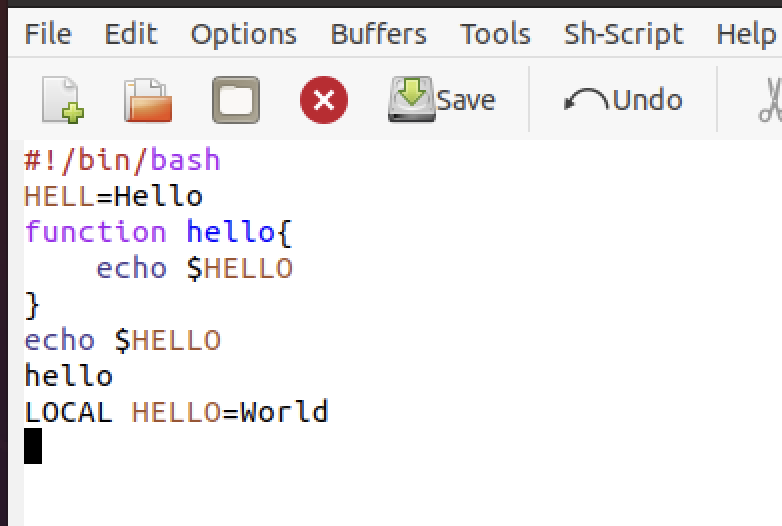 File Edit Options Buffers Tools Sh-Script Help
Save Undo
#!/bin/bash
HELL=Hello
function hello{
    echo $HELLO
}
echo $HELLO
hello
LOCAL HELLO=World